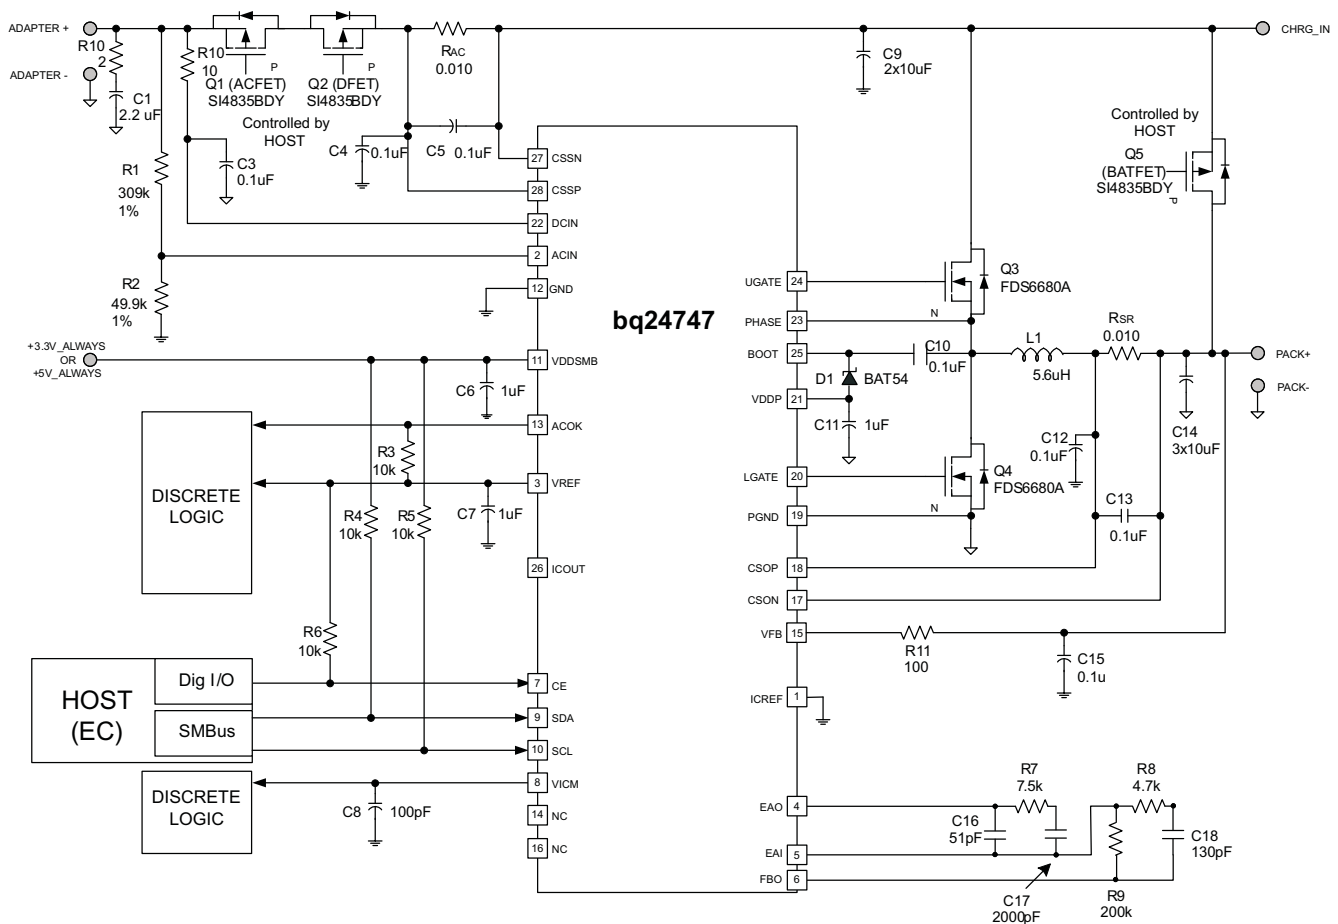 ADAPTER +
R10
2
ADAPTER -
C1
2.2 uF
R10
10
P
Q1 (ACFET)
SI4835BDY
P
Q2 (DFET)
SI4835BDY
Controlled by
HOST
RAC
0.010
C9
2x10uF
CHRG_IN
R1
309k
1%
C3
0.1uF
C4
0.1uF
C5
0.1uF
Controlled by
HOST
Q5
(BATFET)
SI4835BDY
P
R2
49.9k
1%
27
CSSN
28
CSSP
22
DCIN
2
ACIN
12
GND
bq24747
UGATE
24
PHASE
23
BOOT
25
VDDP
21
LGATE
20
PGND
19
CSOP
18
CSON
17
VFB
15
ICREF
1
EAO
4
EAI
5
FBO
6
Q3
FDS6680A
N
C10
0.1uF
D1
BAT54
C11
1uF
L1
5.6uH
RSR
0.010
PACK+
PACK-
C14
3x10uF
C12
0.1uF
Q4
FDS6680A
N
C13
0.1uF
R11
100
C15
0.1u
+3.3V_ALWAYS
OR
+5V_ALWAYS
11
VDDSMB
C6
1uF
13
ACOK
R3
10k
3
VREF
DISCRETE
LOGIC
R4
10k
R5
10k
C7
1uF
26
ICOUT
R6
10k
HOST
(EC)
Dig I/O
SMBus
7
CE
9
SDA
10
SCL
8
VICM
DISCRETE
LOGIC
C8
100pF
14
NC
16
NC
R7
7.5k
R8
4.7k
C16
51pF
C18
130pF
C17
2000pF
R9
200k